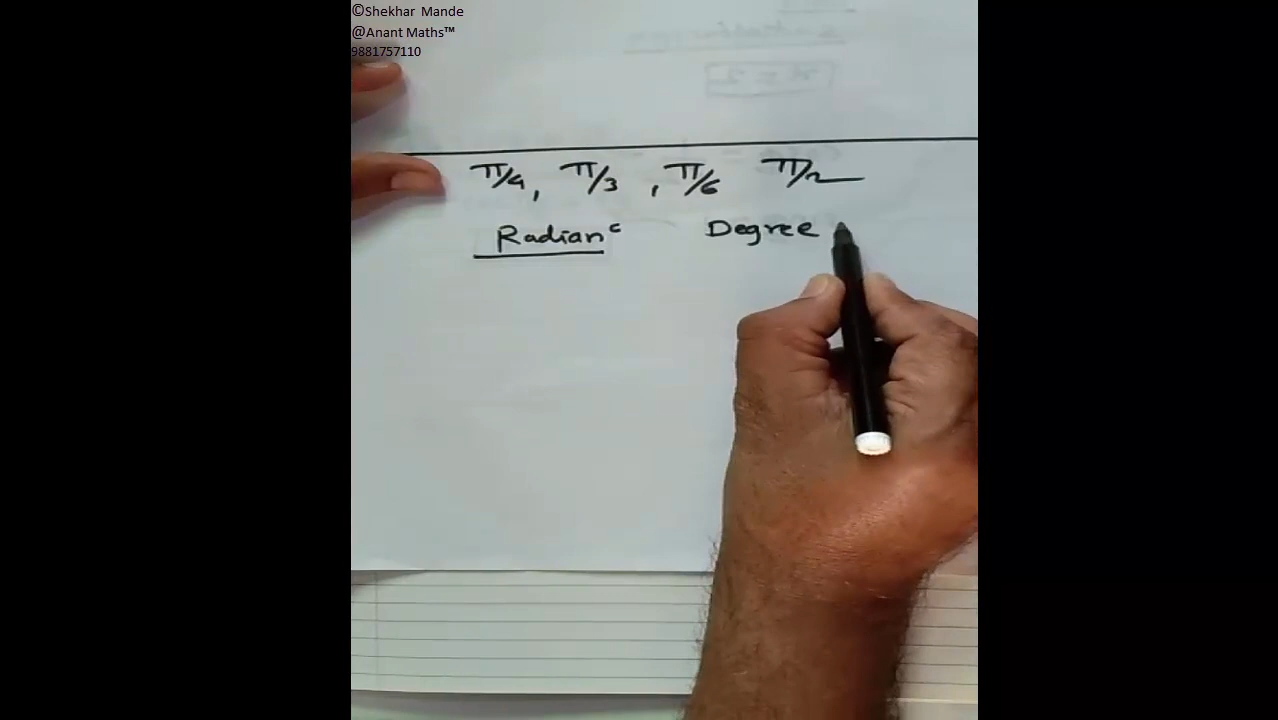 ©Shekhar Mande
@Anant Maths™
9881757110
π/4, π/3, π/6 π/2
Radianᶜ Degree